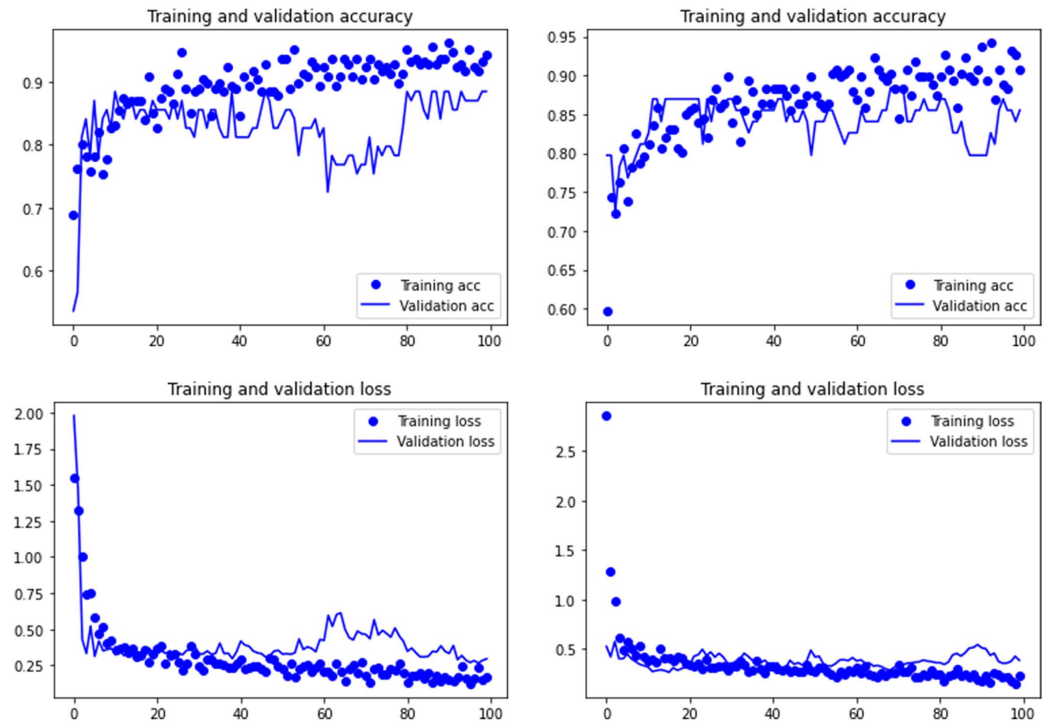 Training and validation accuracy
0.9
0.8
0.7
0.6
0 20 40 60 80 100
Training acc
Validation acc
Training and validation accuracy
0.95
0.90
0.85
0.80
0.75
0.70
0.65
0.60
0 20 40 60 80 100
Training acc
Validation acc
Training and validation loss
2.00
1.75
1.50
1.25
1.00
0.75
0.50
0.25
0 20 40 60 80 100
Training loss
Validation loss
Training and validation loss
2.5
2.0
1.5
1.0
0.5
0 20 40 60 80 100
Training loss
Validation loss